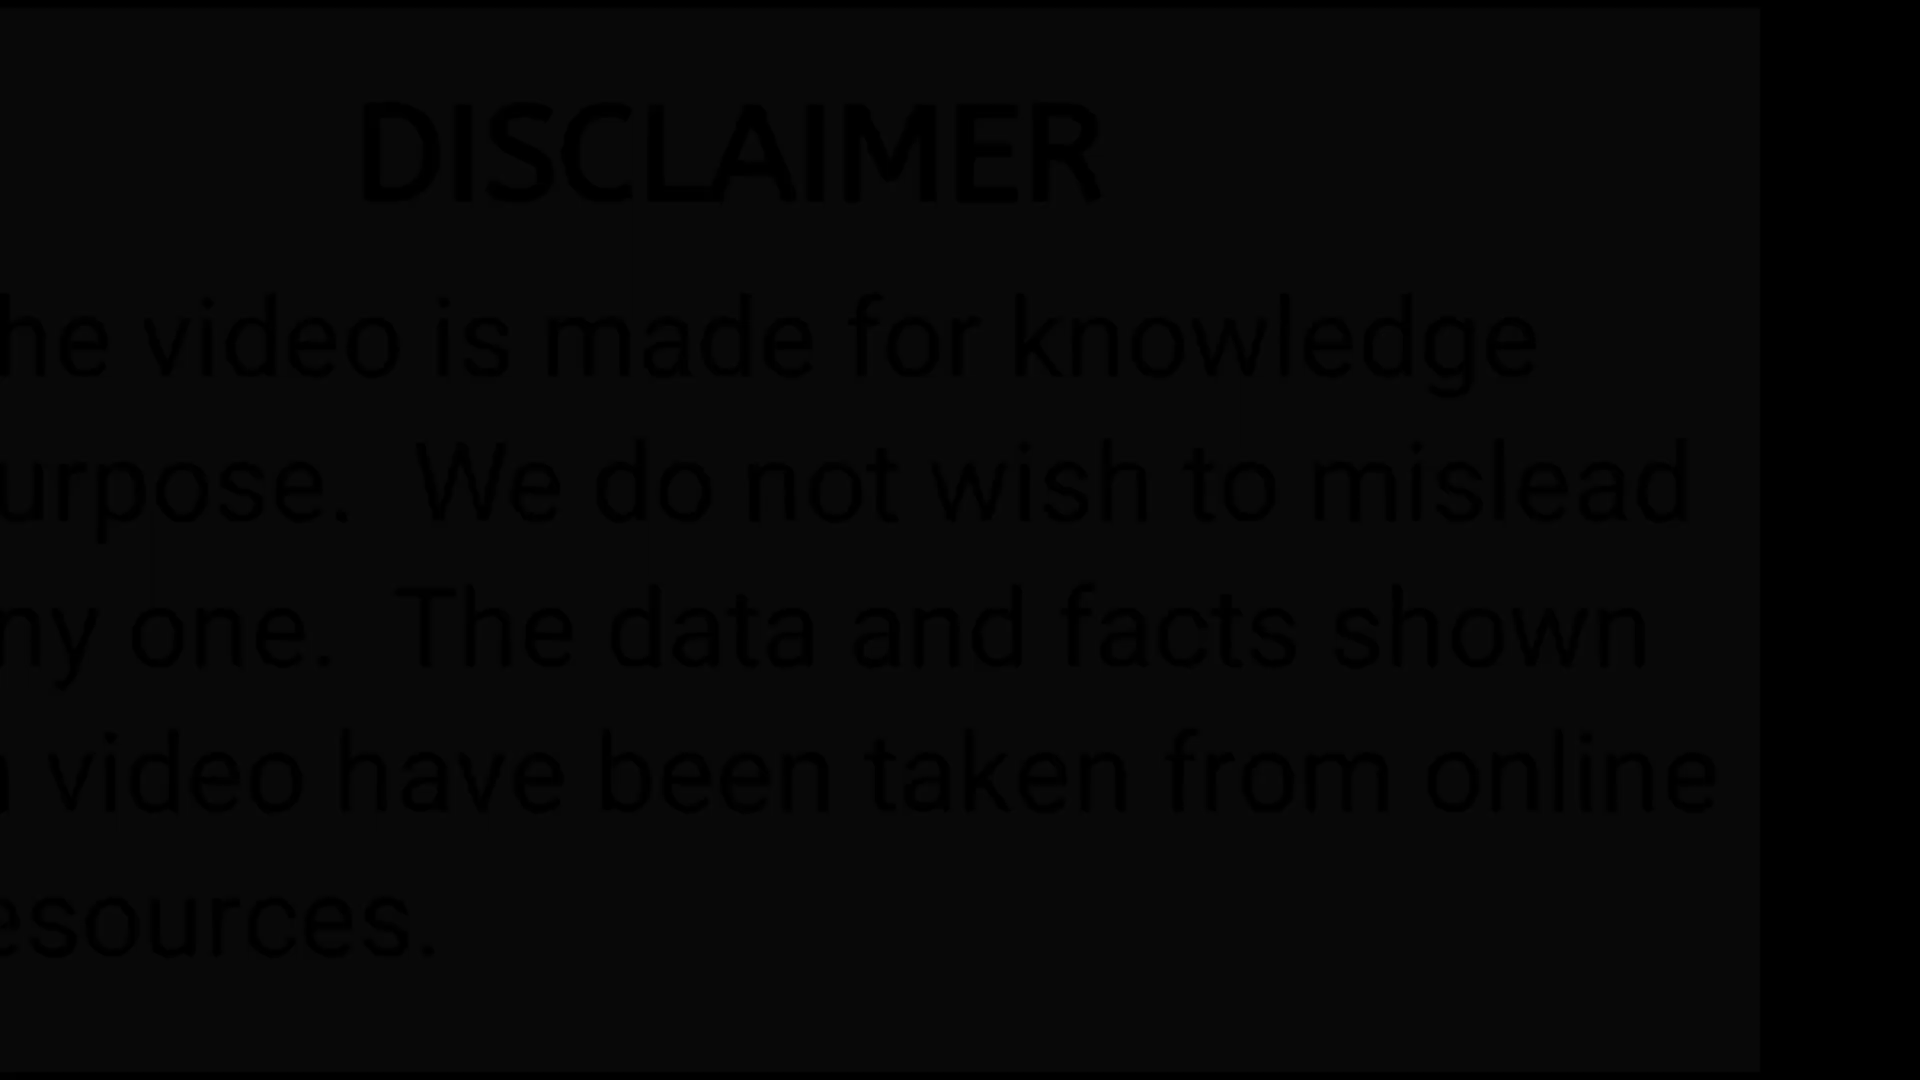 DISCLAIMER
he video is made for knowledge
urpose. We do not wish to mislead
ny one. The data and facts shown
video have been taken from online
esources.